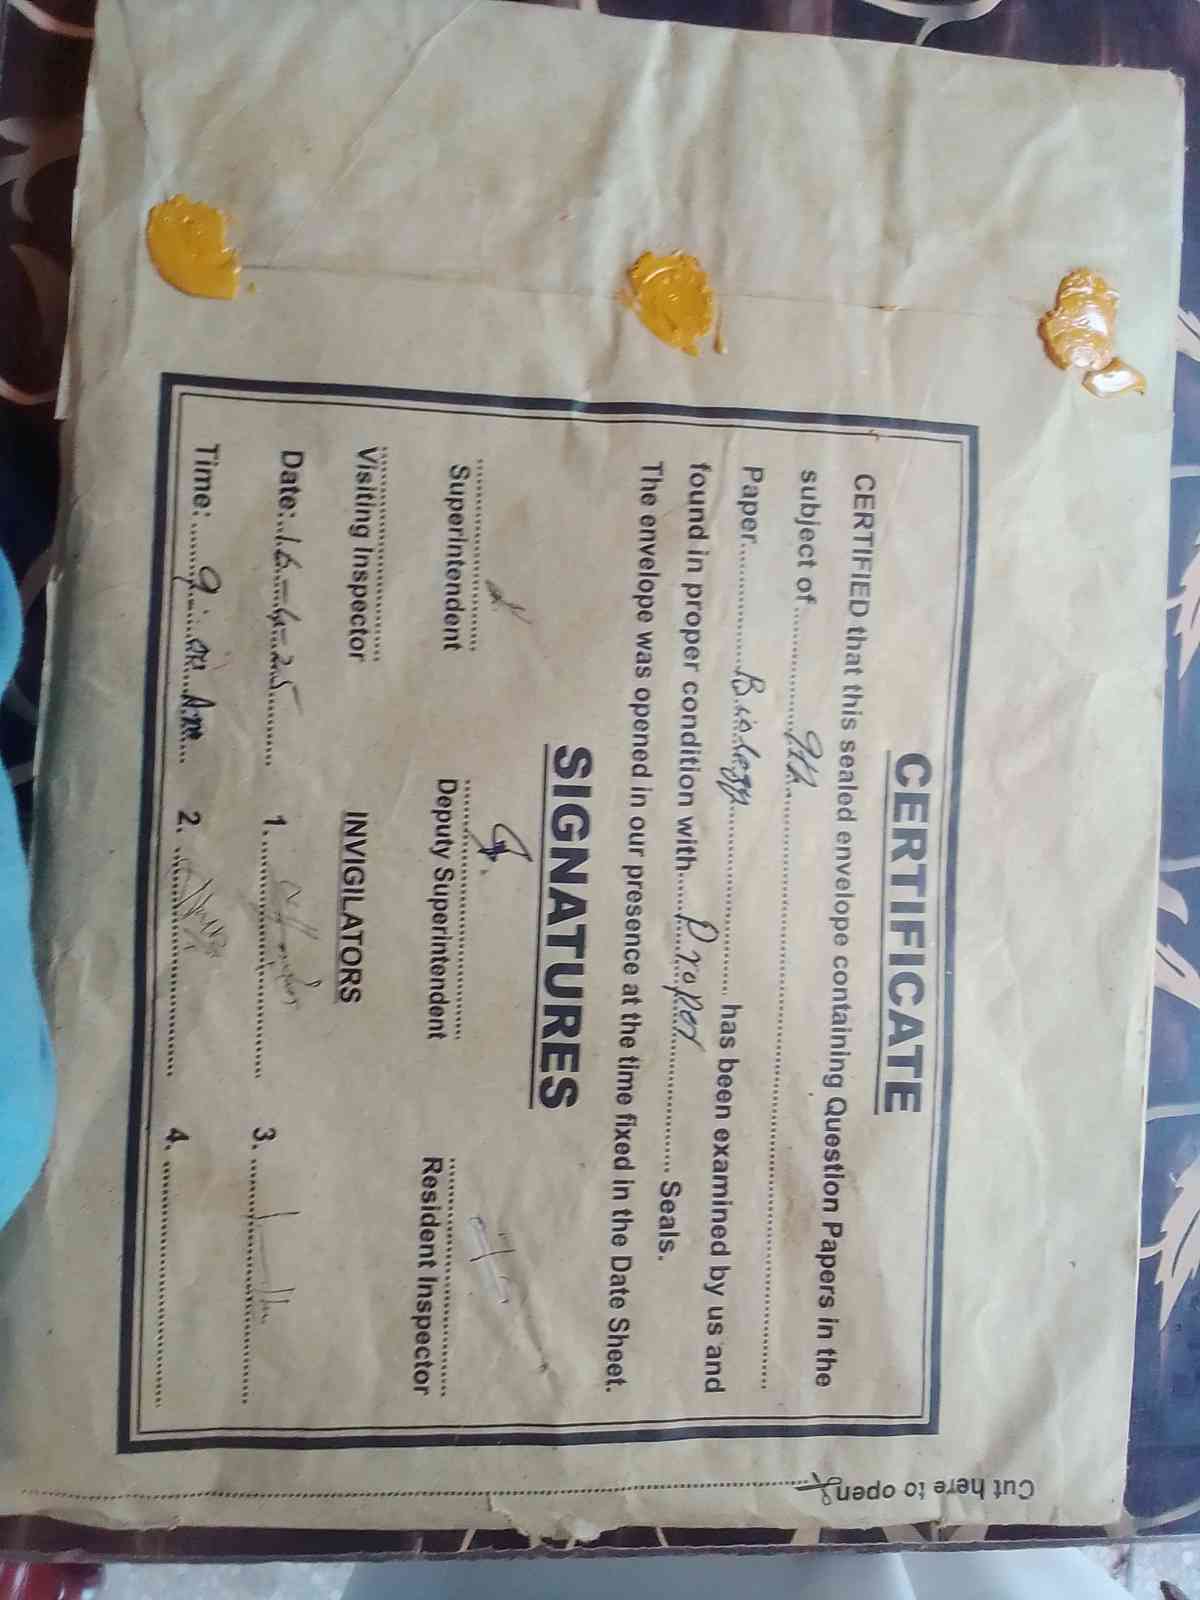 CERTIFICATE
CERTIFIED that this sealed envelope containing Question Papers in the
subject of 9th
Paper Biology has been examined by us and
found in proper condition with Proper Seals.
The envelope was opened in our presence at the time fixed in the Date Sheet.
SIGNATURES
Superintendent Deputy Superintendent Resident Inspector
Visiting Inspector INVIGILATORS
Date: 16-4-25 1. 3.
Time: 9:00 A.m 2. 4.
Cut here to open